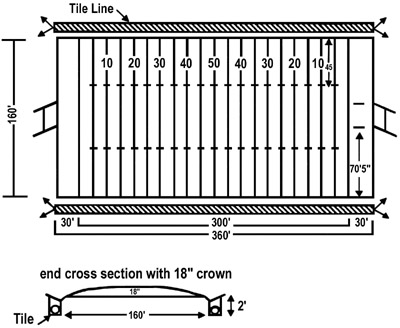 Tile Line
10 20 30 40 50 40 30 20 10
45
160'
70'5"
30' 300' 30'
360'
end cross section with 18" crown
18"
160' 2'
Tile